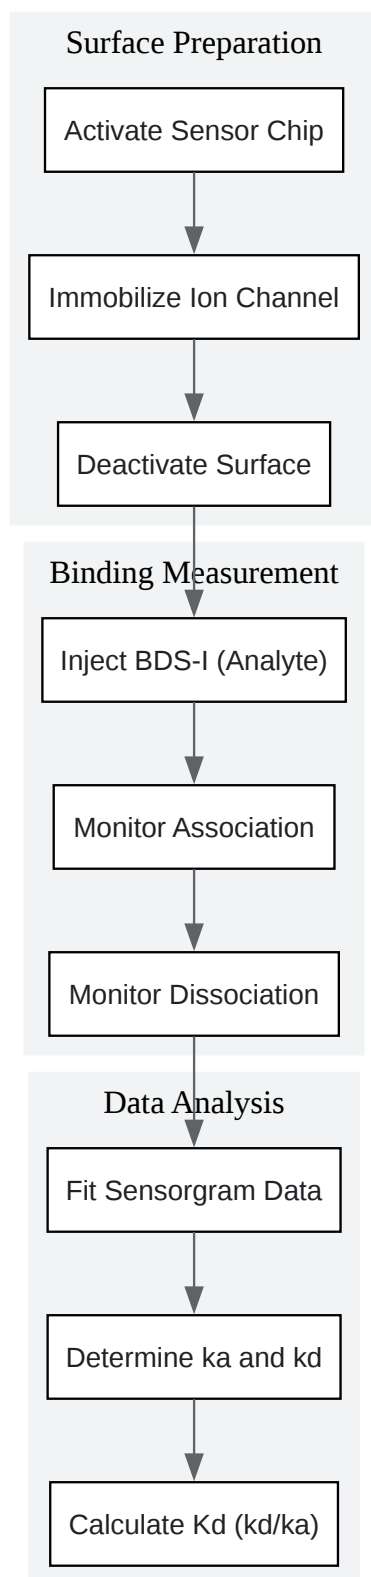 Surface Preparation
Activate Sensor Chip
Immobilize Ion Channel
Deactivate Surface
Binding Measurement
Inject BDS-I (Analyte)
Monitor Association
Monitor Dissociation
Data Analysis
Fit Sensorgram Data
Determine ka and kd
Calculate Kd (kd/ka)